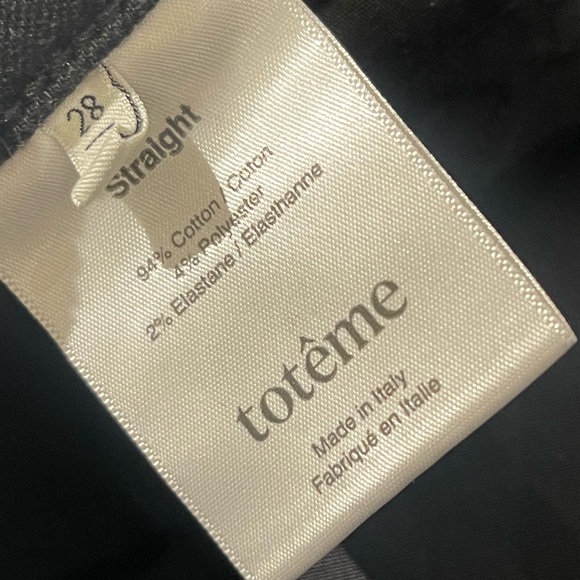 28
Straight
94% Cotton / Coton
4% Polyester
2% Elastane / Elasthanne
totême
Made in Italy
Fabriqué en Italie